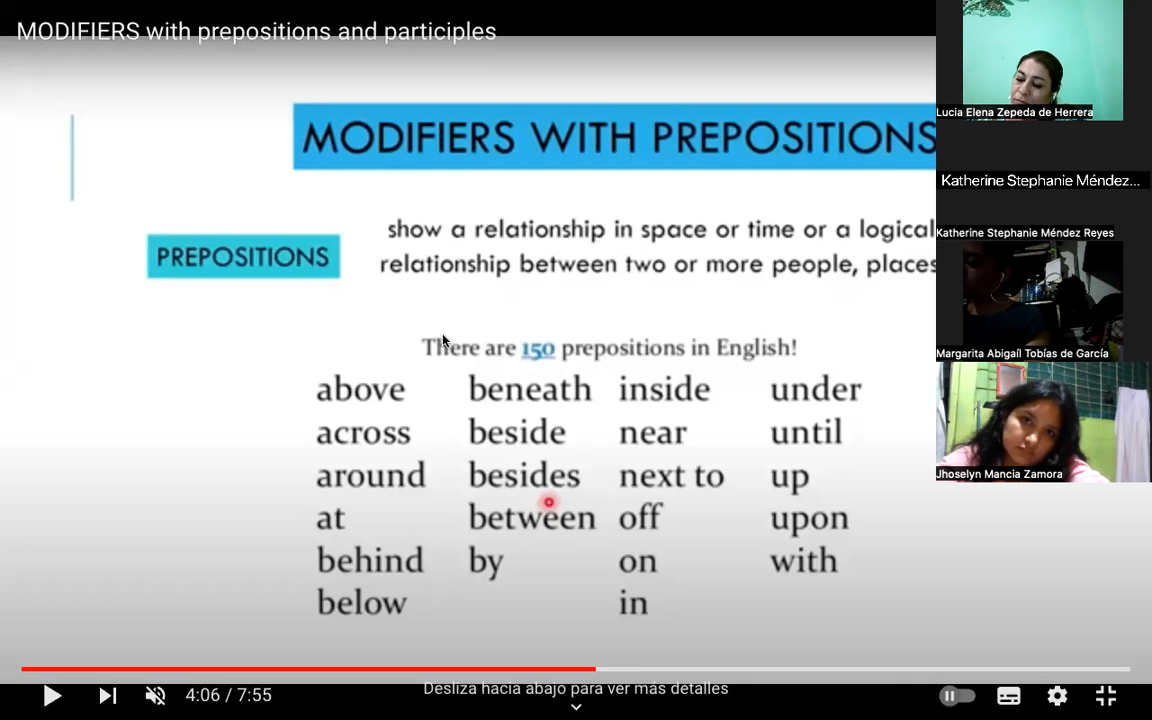 MODIFIERS with prepositions and participles
MODIFIERS WITH PREPOSITIONS
PREPOSITIONS
show a relationship in space or time or a logical
relationship between two or more people, places
There are 150 prepositions in English!
above beneath inside under
across beside near until
around besides next to up
at between off upon
behind by on with
below in
4:06 / 7:55
Desliza hacia abajo para ver más detalles
Lucia Elena Zepeda de Herrera
Katherine Stephanie Méndez...
Katherine Stephanie Méndez Reyes
Margarita Abigaíl Tobías de García
Jhoselyn Mancia Zamora